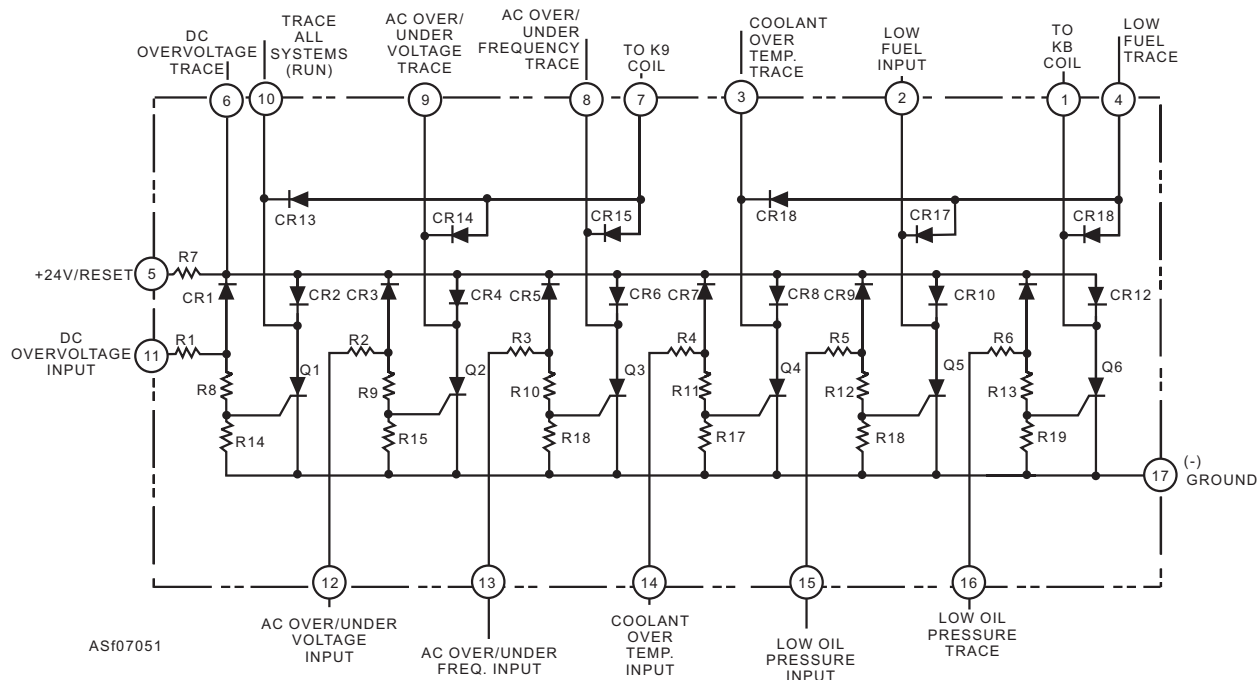 DC
OVERVOLTAGE
TRACE
TRACE
ALL
SYSTEMS
(RUN)
AC OVER/
UNDER
VOLTAGE
TRACE
AC OVER/
UNDER
FREQUENCY
TRACE
TO K9
COIL
COOLANT
OVER
TEMP.
TRACE
LOW
FUEL
INPUT
TO
KB
COIL
LOW
FUEL
TRACE
6
10
9
8
7
3
2
1
4
CR13
CR14
CR15
CR18
CR17
CR18
+24V/RESET
5
R7
CR1
CR2
CR3
CR4
CR5
CR6
CR7
CR8
CR9
CR10
CR12
DC
OVERVOLTAGE
INPUT
11
R1
R2
R3
R4
R5
R6
R8
Q1
R9
Q2
R10
Q3
R11
Q4
R12
Q5
R13
Q6
R14
R15
R18
R17
R18
R19
17
(-)
GROUND
12
13
14
15
16
AC OVER/UNDER
VOLTAGE
INPUT
AC OVER/UNDER
FREQ. INPUT
COOLANT
OVER
TEMP.
INPUT
LOW OIL
PRESSURE
INPUT
LOW OIL
PRESSURE
TRACE
ASf07051